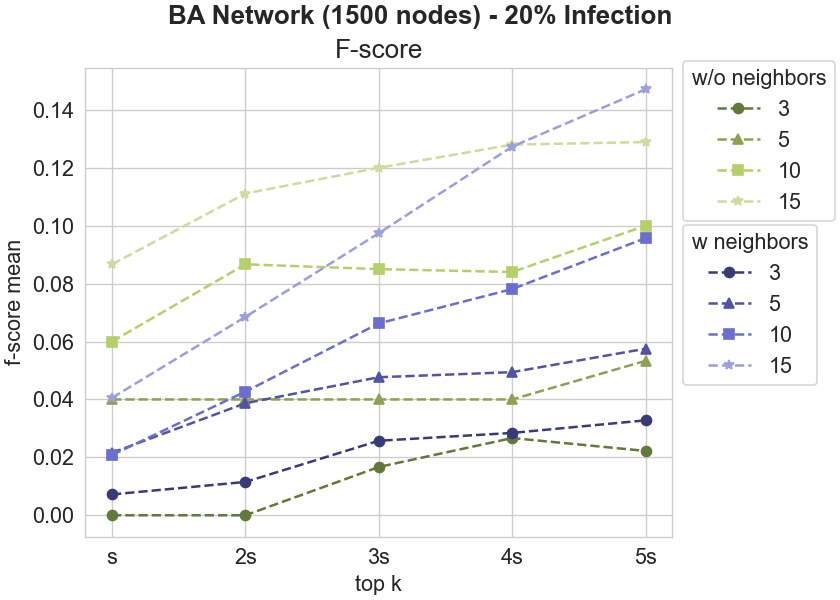 BA Network (1500 nodes) - 20% Infection
F-score
0.14
0.12
0.10
0.08
0.06
0.04
0.02
0.00
f-score mean
s 2s 3s 4s 5s
top k
w/o neighbors
3
5
10
15
w neighbors
3
5
10
15